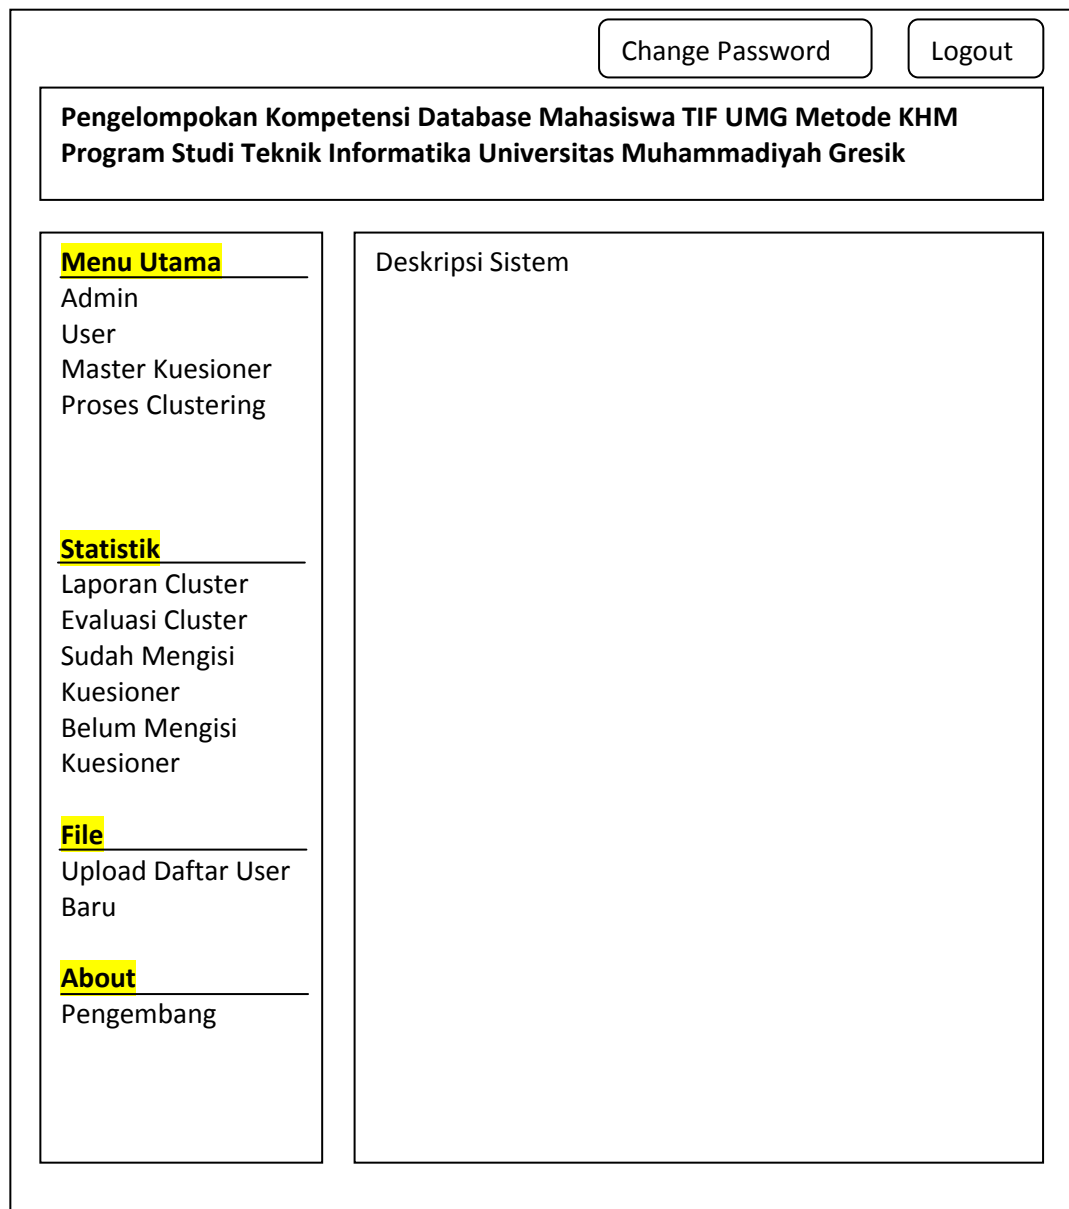 Change Password
Logout
Pengelompokan Kompetensi Database Mahasiswa TIF UMG Metode KHM
Program Studi Teknik Informatika Universitas Muhammadiyah Gresik
Menu Utama
Admin
User
Master Kuesioner
Proses Clustering
Statistik
Laporan Cluster
Evaluasi Cluster
Sudah Mengisi
Kuesioner
Belum Mengisi
Kuesioner
File
Upload Daftar User
Baru
About
Pengembang
Deskripsi Sistem